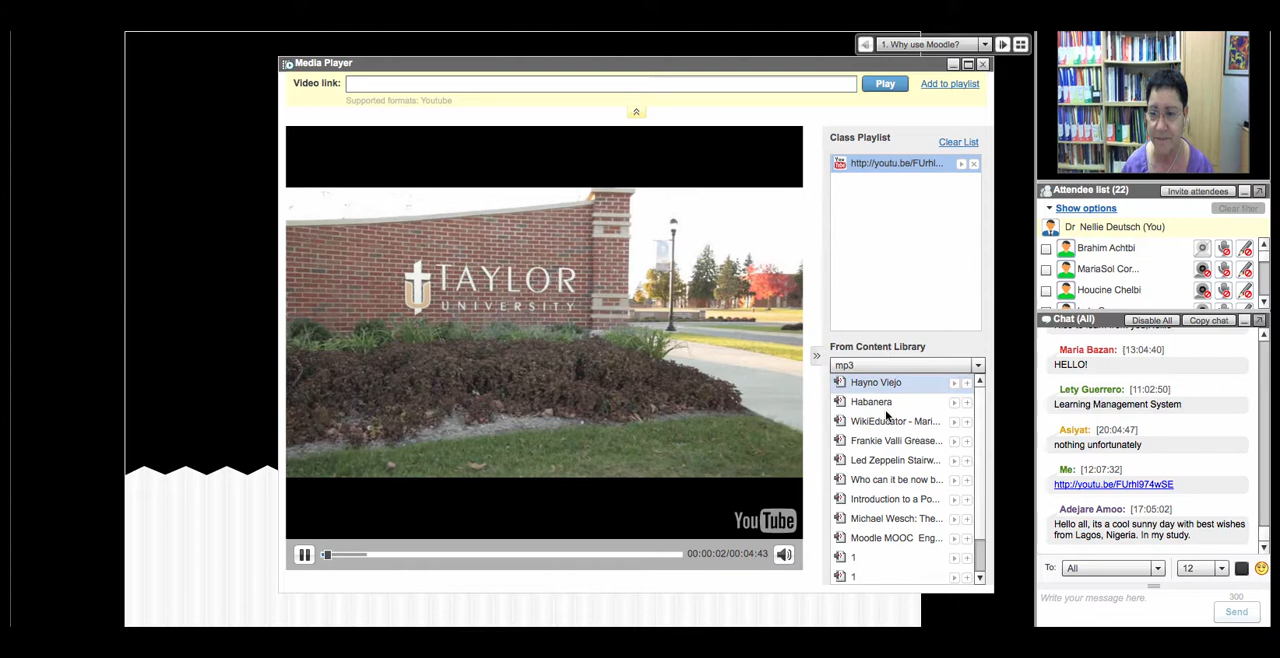 1. Why use Moodle?
Media Player
Video link:
Play
Add to playlist
Supported formats: Youtube
TAYLOR
UNIVERSITY
YouTube
00:00:02/00:04:43
Class Playlist
Clear List
http://youtu.be/FUrhl...
From Content Library
mp3
Hayno Viejo
Habanera
WikiEducator - Mari...
Frankie Valli Grease...
Led Zeppelin Stairw...
Who can it be now b...
Introduction to a Po...
Michael Wesch: The...
Moodle MOOC Eng...
1
1
Attendee list (22)
Invite attendees
Show options
Clear filter
Dr Nellie Deutsch (You)
Brahim Achtbi
MariaSol Cor...
Houcine Chelbi
Chat (All)
Disable All
Copy chat
Maria Bazan: [13:04:40]
HELLO!
Lety Guerrero: [11:02:50]
Learning Management System
Asiyat: [20:04:47]
nothing unfortunately
Me: [12:07:32]
http://youtu.be/FUrhl974wSE
Adejare Amoo: [17:05:02]
Hello all, its a cool sunny day with best wishes
from Lagos, Nigeria. In my study.
To: All
12
Write your message here.
300
Send